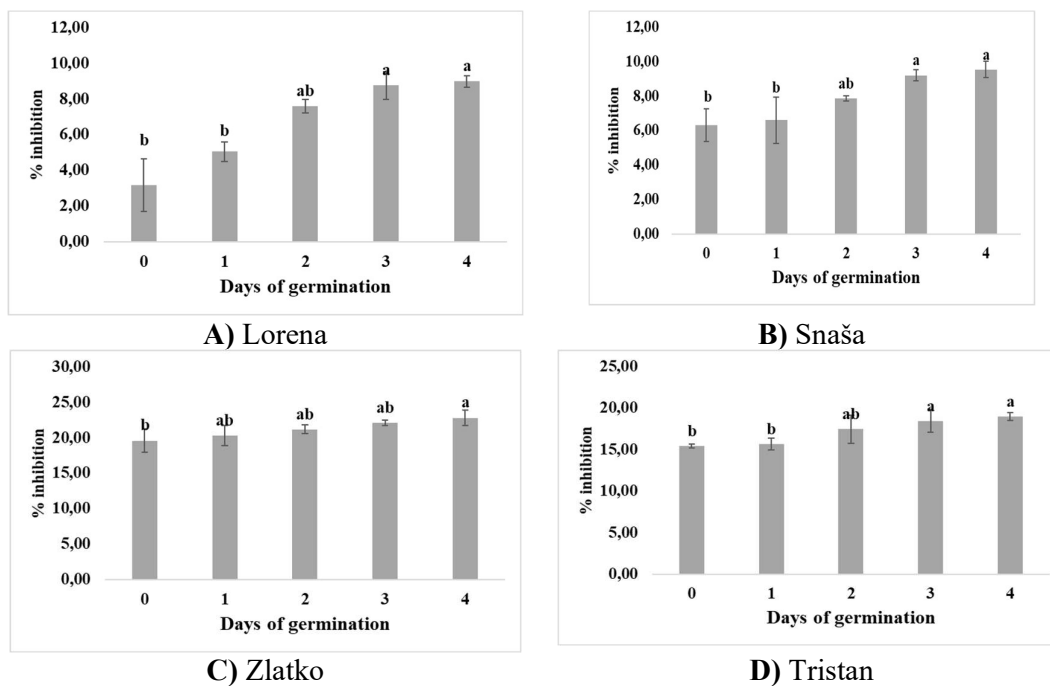 12,00
10,00
8,00
6,00
4,00
2,00
0,00
% inhibition
b
b
ab
a
a
0
1
2
3
4
Days of germination
A) Lorena
12,00
10,00
8,00
6,00
4,00
2,00
0,00
% inhibition
b
b
ab
a
a
0
1
2
3
4
Days of germination
B) Snaša
30,00
25,00
20,00
15,00
10,00
5,00
0,00
% inhibition
b
ab
ab
ab
a
0
1
2
3
4
Days of germination
C) Zlatko
25,00
20,00
15,00
10,00
5,00
0,00
% inhibition
b
b
ab
a
a
0
1
2
3
4
Days of germination
D) Tristan